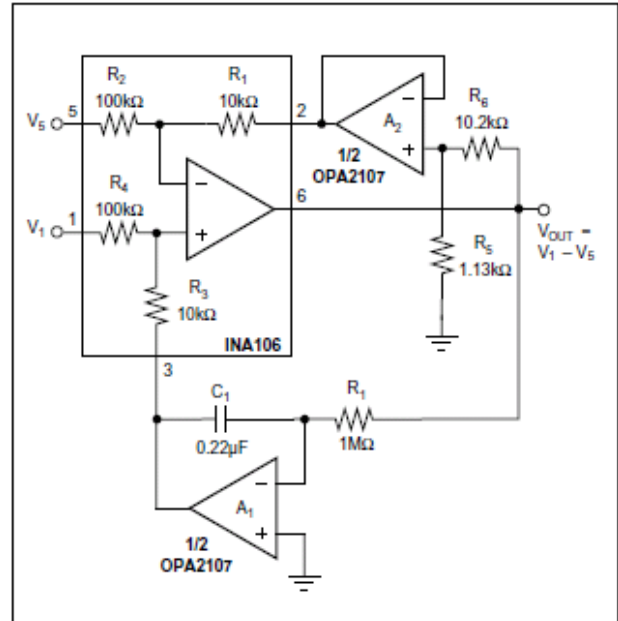 R2
100kΩ
R1
10kΩ
V5
5
2
A2
1/2
OPA2107
R6
10.2kΩ
R4
100kΩ
V1
1
6
VOUT =
V1 – V5
R5
1.13kΩ
R3
10kΩ
INA106
3
C1
0.22µF
R1
1MΩ
A1
1/2
OPA2107